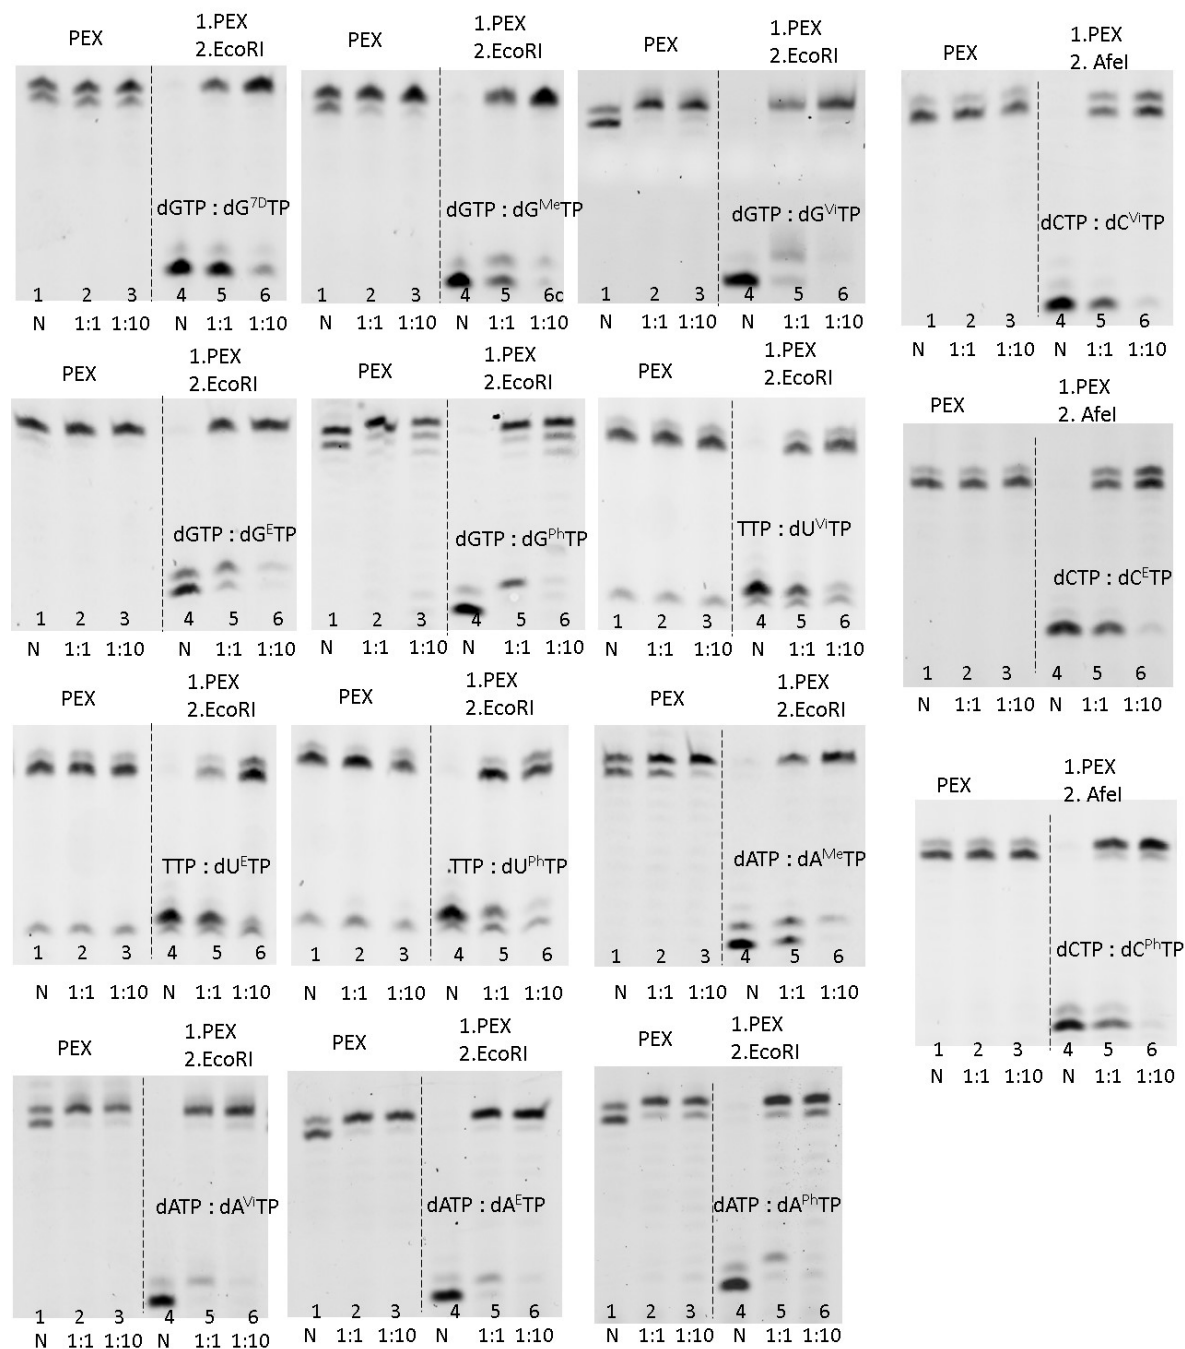 PEX
1.PEX
2.EcoRI
dGTP : dG7DTP
1 2 3 4 5 6
N 1:1 1:10 N 1:1 1:10
PEX
1.PEX
2.EcoRI
dGTP : dGMeTP
1 2 3 4 5 6c
N 1:1 1:10 N 1:1 1:10
PEX
1.PEX
2.EcoRI
dGTP : dGViTP
1 2 3 4 5 6
N 1:1 1:10 N 1:1 1:10
PEX
1.PEX
2. AfeI
dCTP : dCViTP
1 2 3 4 5 6
N 1:1 1:10 N 1:1 1:10
PEX
1.PEX
2.EcoRI
dGTP : dGETP
1 2 3 4 5 6
N 1:1 1:10 N 1:1 1:10
PEX
1.PEX
2.EcoRI
dGTP : dGPhTP
1 2 3 4 5 6
N 1:1 1:10 N 1:1 1:10
PEX
1.PEX
2.EcoRI
TTP : dUViTP
1 2 3 4 5 6
N 1:1 1:10 N 1:1 1:10
PEX
1.PEX
2. AfeI
dCTP : dCETP
1 2 3 4 5 6
N 1:1 1:10 N 1:1 1:10
PEX
1.PEX
2.EcoRI
TTP : dUETP
1 2 3 4 5 6
N 1:1 1:10 N 1:1 1:10
PEX
1.PEX
2.EcoRI
TTP : dUPhTP
1 2 3 4 5 6
N 1:1 1:10 N 1:1 1:10
PEX
1.PEX
2.EcoRI
dATP : dAMeTP
1 2 3 4 5 6
N 1:1 1:10 N 1:1 1:10
PEX
1.PEX
2. AfeI
dCTP : dCPhTP
1 2 3 4 5 6
N 1:1 1:10 N 1:1 1:10
PEX
1.PEX
2.EcoRI
dATP : dAViTP
1 2 3 4 5 6
N 1:1 1:10 N 1:1 1:10
PEX
1.PEX
2.EcoRI
dATP : dAETP
1 2 3 4 5 6
N 1:1 1:10 N 1:1 1:10
PEX
1.PEX
2.EcoRI
dATP : dAPhTP
1 2 3 4 5 6
N 1:1 1:10 N 1:1 1:10